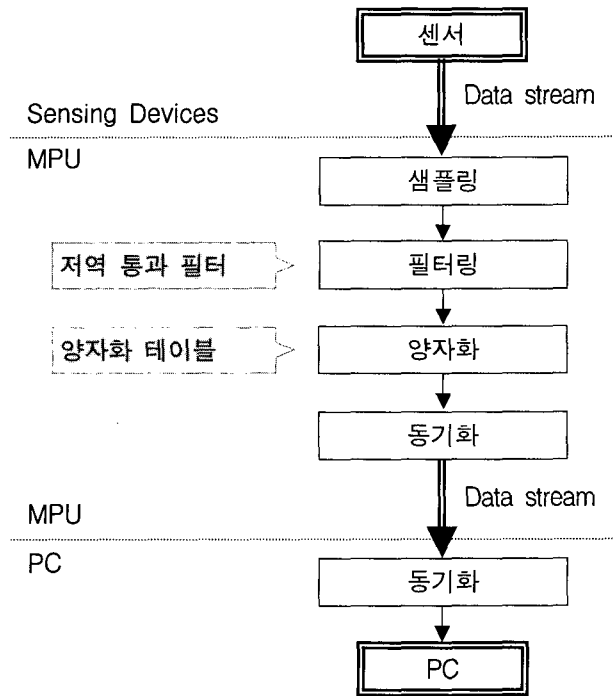 센서
Data stream
Sensing Devices
MPU
샘플링
저역 통과 필터
필터링
양자화 테이블
양자화
동기화
Data stream
MPU
PC
동기화
PC